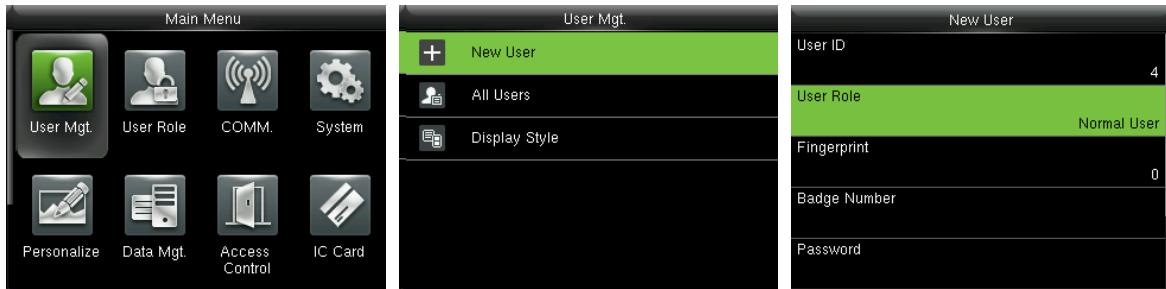 Main Menu
User Mgt.
User Role
COMM.
System
Personalize
Data Mgt.
Access
Control
IC Card
User Mgt.
New User
All Users
Display Style
New User
User ID
4
User Role
Normal User
Fingerprint
0
Badge Number
Password